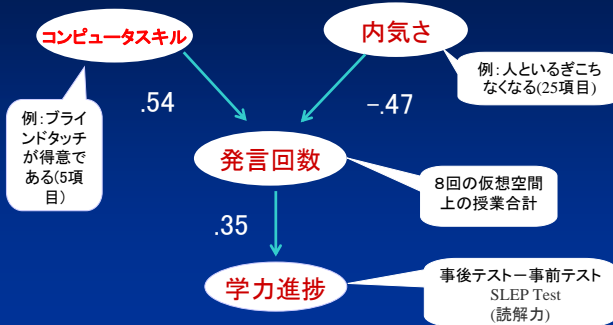 コンピュータスキル
内気さ
例:人といるぎこち
なくなる(25項目)
.54
-.47
例:ブライ
ンドタッチ
が得意で
ある(5項
目)
発言回数
8回の仮想空間
上の授業合計
.35
学力進捗
事後テストー事前テスト
SLEP Test
(読解力)